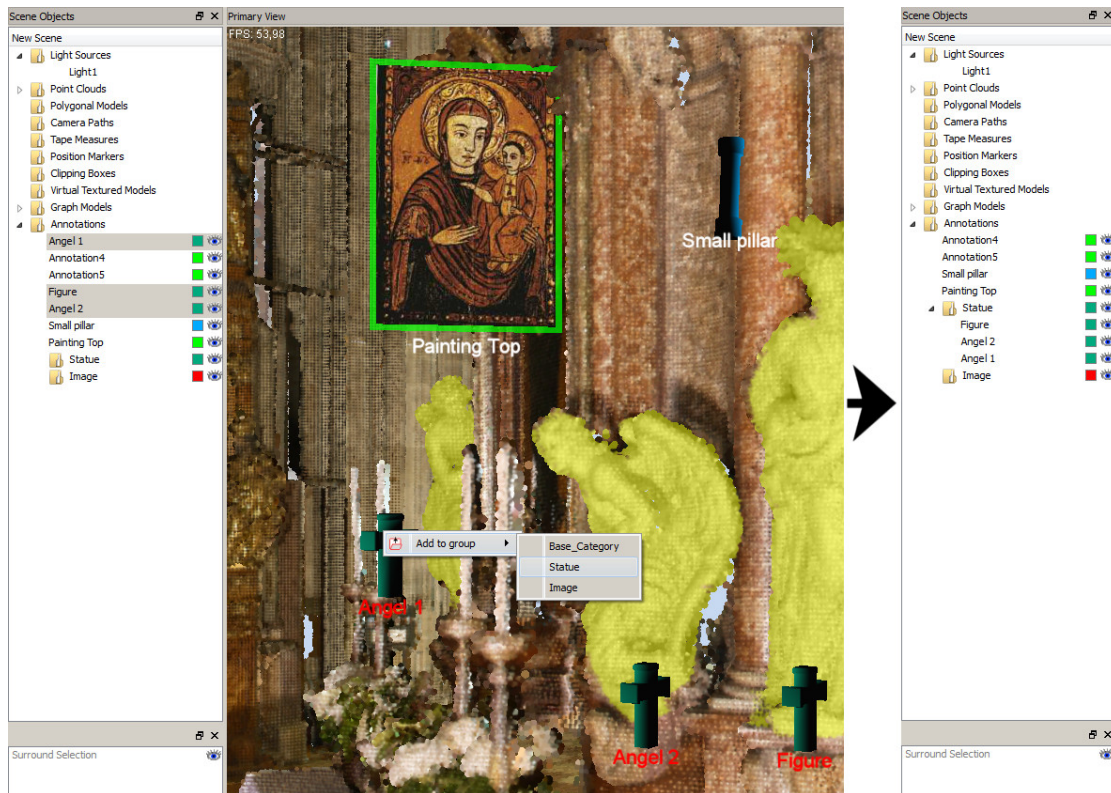 Scene Objects
New Scene
Light Sources
Light1
Point Clouds
Polygonal Models
Camera Paths
Tape Measures
Position Markers
Clipping Boxes
Virtual Textured Models
Graph Models
Annotations
Angel 1
Annotation4
Annotation5
Figure
Angel 2
Small pillar
Painting Top
Statue
Image
Surround Selection
Primary View
FPS: 53,98
Small pillar
Painting Top
Add to group
Base_Category
Statue
Image
Angel 1
Angel 2
Figure
Scene Objects
New Scene
Light Sources
Light1
Point Clouds
Polygonal Models
Camera Paths
Tape Measures
Position Markers
Clipping Boxes
Virtual Textured Models
Graph Models
Annotations
Annotation4
Annotation5
Small pillar
Painting Top
Statue
Figure
Angel 2
Angel 1
Image
Surround Selection